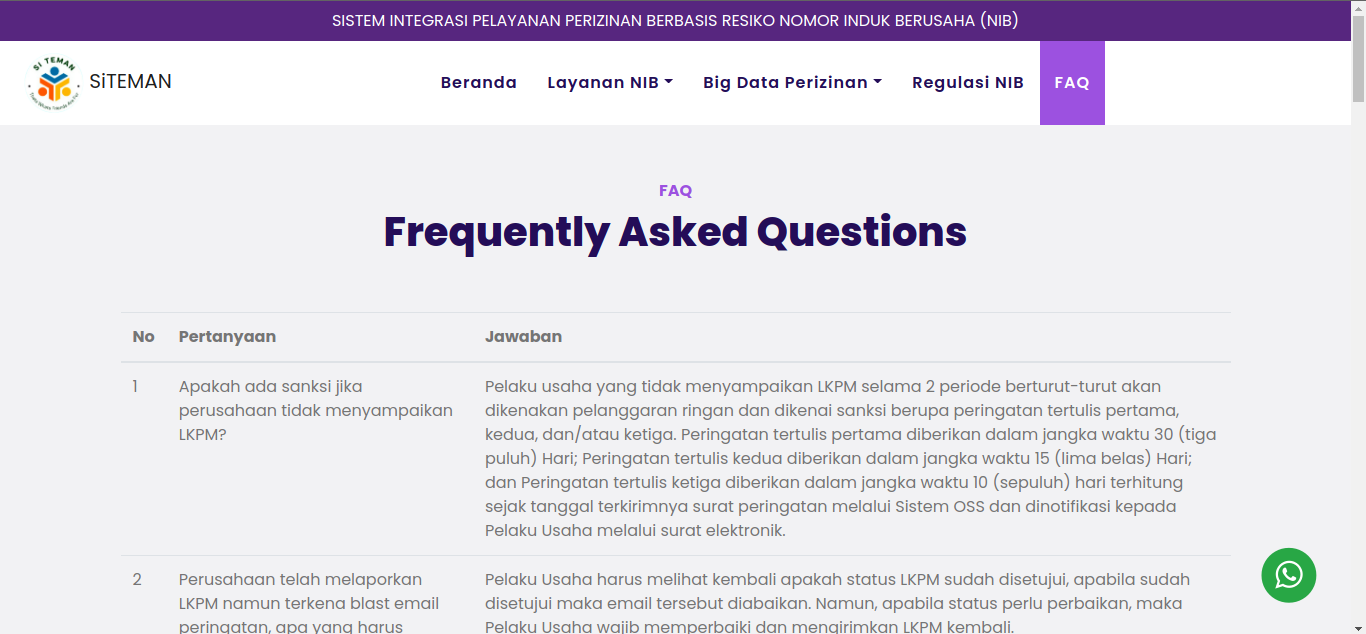 SISTEM INTEGRASI PELAYANAN PERIZINAN BERBASIS RESIKO NOMOR INDUK BERUSAHA (NIB)
SI TEMAN
SiTEMAN
Beranda
Layanan NIB
Big Data Perizinan
Regulasi NIB
FAQ
FAQ
Frequently Asked Questions
No Pertanyaan Jawaban
1
Apakah ada sanksi jika
perusahaan tidak menyampaikan
LKPM?
Pelaku usaha yang tidak menyampaikan LKPM selama 2 periode berturut-turut akan
dikenakan pelanggaran ringan dan dikenai sanksi berupa peringatan tertulis pertama,
kedua, dan/atau ketiga. Peringatan tertulis pertama diberikan dalam jangka waktu 30 (tiga
puluh) Hari; Peringatan tertulis kedua diberikan dalam jangka waktu 15 (lima belas) Hari;
dan Peringatan tertulis ketiga diberikan dalam jangka waktu 10 (sepuluh) hari terhitung
sejak tanggal terkirimnya surat peringatan melalui Sistem OSS dan dinotifikasi kepada
Pelaku Usaha melalui surat elektronik.
2
Perusahaan telah melaporkan
LKPM namun terkena blast email
peringatan, apa yang harus
Pelaku Usaha harus melihat kembali apakah status LKPM sudah disetujui, apabila sudah
disetujui maka email tersebut diabaikan. Namun, apabila status perlu perbaikan, maka
Pelaku Usaha wajib memperbaiki dan mengirimkan LKPM kembali.